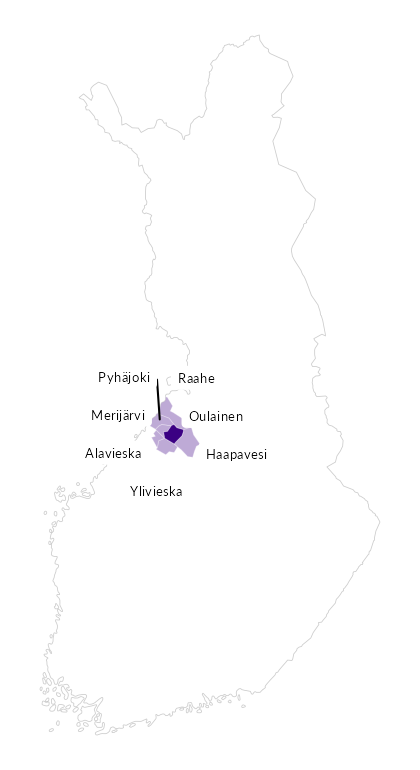 Pyhäjoki
Raahe
Merijärvi
Oulainen
Alavieska
Haapavesi
Ylivieska